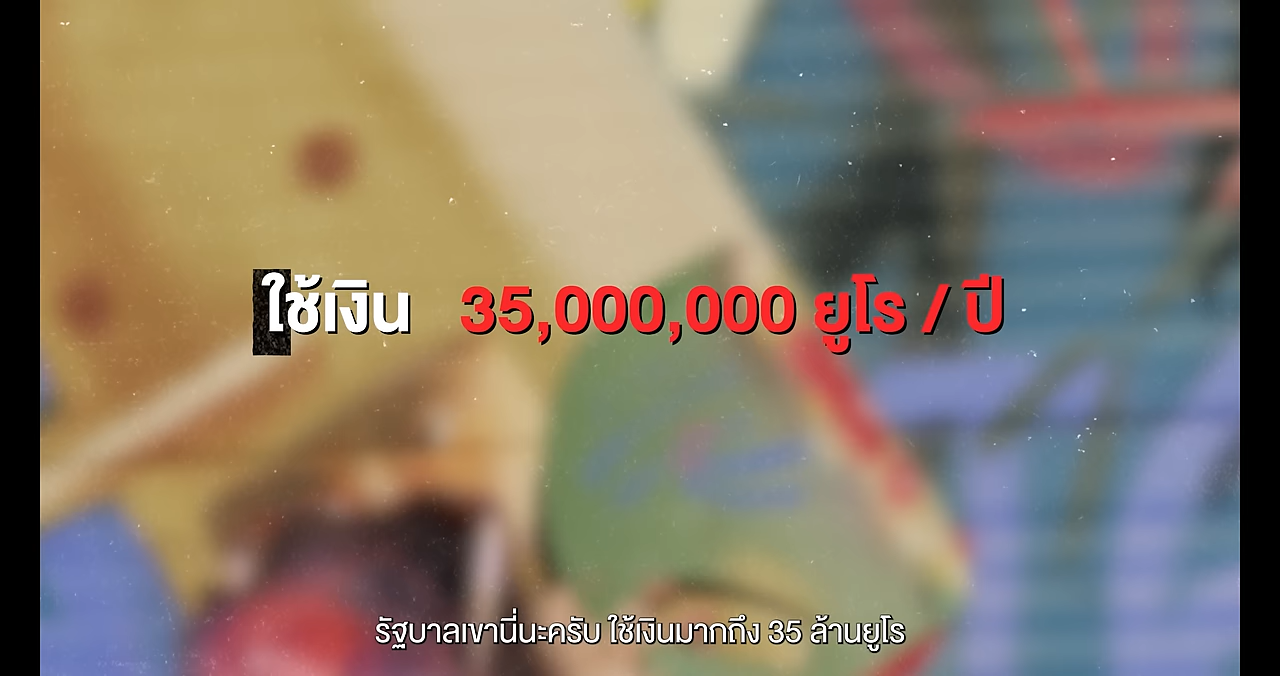 ใช้เงิน 35,000,000 ยูโร / ปี
รัฐบาลเขานี่นะครับ ใช้เงินมากถึง 35 ล้านยูโร